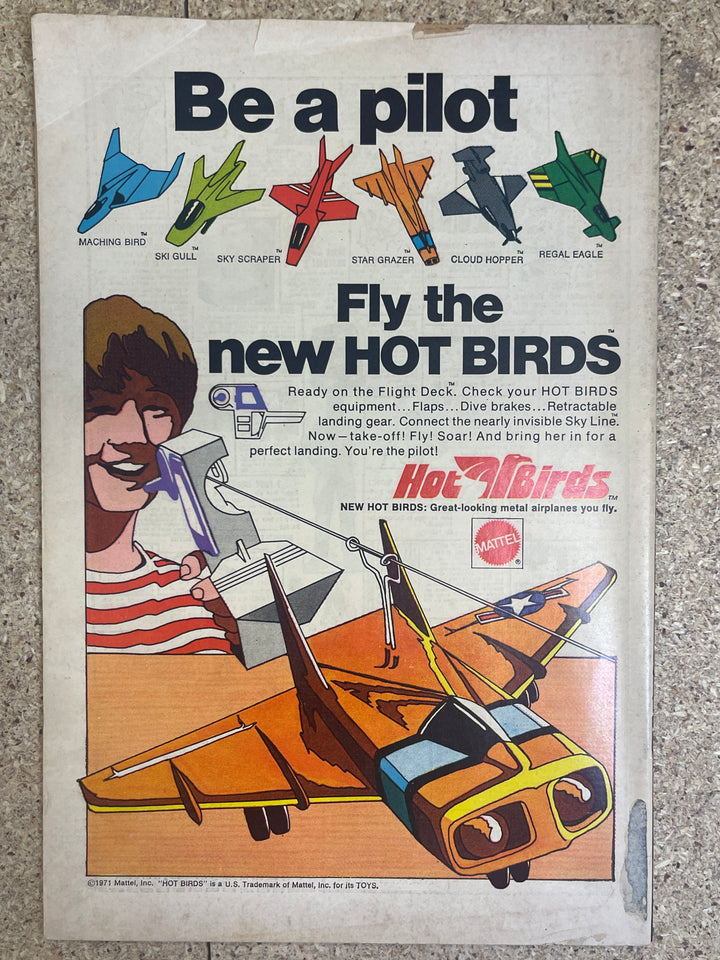 Be a pilot
MACHING BIRD™
SKI GULL™
SKY SCRAPER™
STAR GRAZER™
CLOUD HOPPER™
REGAL EAGLE™
Fly the
new HOT BIRDS™
Ready on the Flight Deck™. Check your HOT BIRDS
equipment...Flaps...Dive brakes...Retractable
landing gear. Connect the nearly invisible Sky Line™.
Now—take-off! Fly! Soar! And bring her in for a
perfect landing. You're the pilot!
Hot Birds™
NEW HOT BIRDS: Great-looking metal airplanes you fly.
MATTEL®
©1971 Mattel, Inc. "HOT BIRDS" is a U.S. Trademark of Mattel, Inc. for its TOYS.